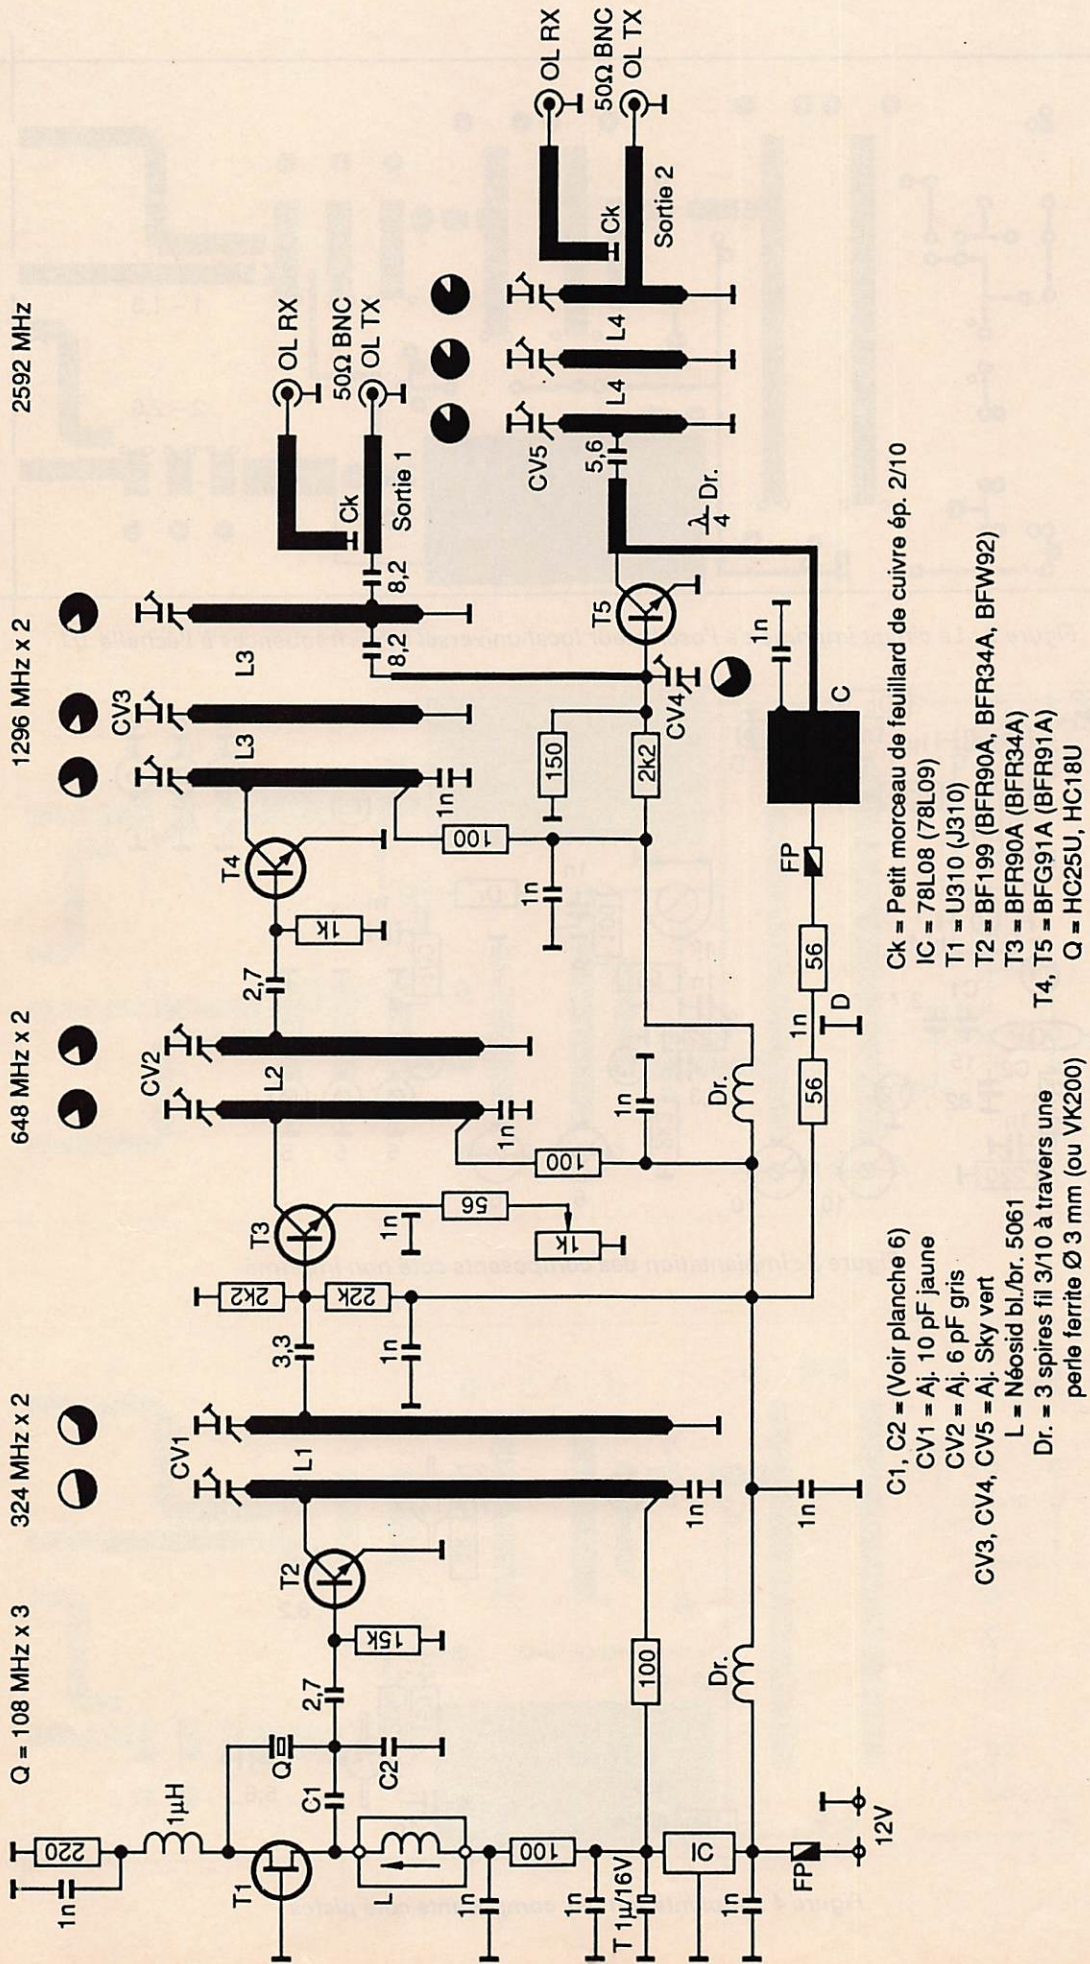 Q = 108 MHz x 3
324 MHz x 2
648 MHz x 2
1296 MHz x 2
2592 MHz
220
1n
1µH
T1
Q
C1
C2
L
2,7
15k
T2
CV1
L1
1n
100
3,3
2k2
22k
1n
T3
56
1k
1n
CV2
L2
1n
100
1n
2,7
1k
T4
CV3
L3
L3
1n
100
1n
8,2
8,2
Ck
Sortie 1
OL RX
50Ω BNC
OL TX
150
2k2
CV4
T5
λ/4 Dr.
5,6
CV5
L4
L4
Ck
Sortie 2
OL RX
50Ω BNC
OL TX
1n
100
1n
T 1µ/16V
CI
1n
FP
12V
Dr.
1n
Dr.
56
1n
D
56
FP
C
1n
C1, C2 = (Voir planche 6)
CV1 = Aj. 10 pF jaune
CV2 = Aj. 6 pF gris
CV3, CV4, CV5 = Aj. Sky vert
L = Néosid bl./br. 5061
Dr. = 3 spires fil 3/10 à travers une
perle ferrite Ø 3 mm (ou VK200)
Ck = Petit morceau de feuillard de cuivre ép. 2/10
IC = 78L08 (78L09)
T1 = U310 (J310)
T2 = BF199 (BFR90A, BFR34A, BFW92)
T3 = BFR90A (BFR34A)
T4, T5 = BFG91A (BFR91A)
Q = HC25U, HC18U